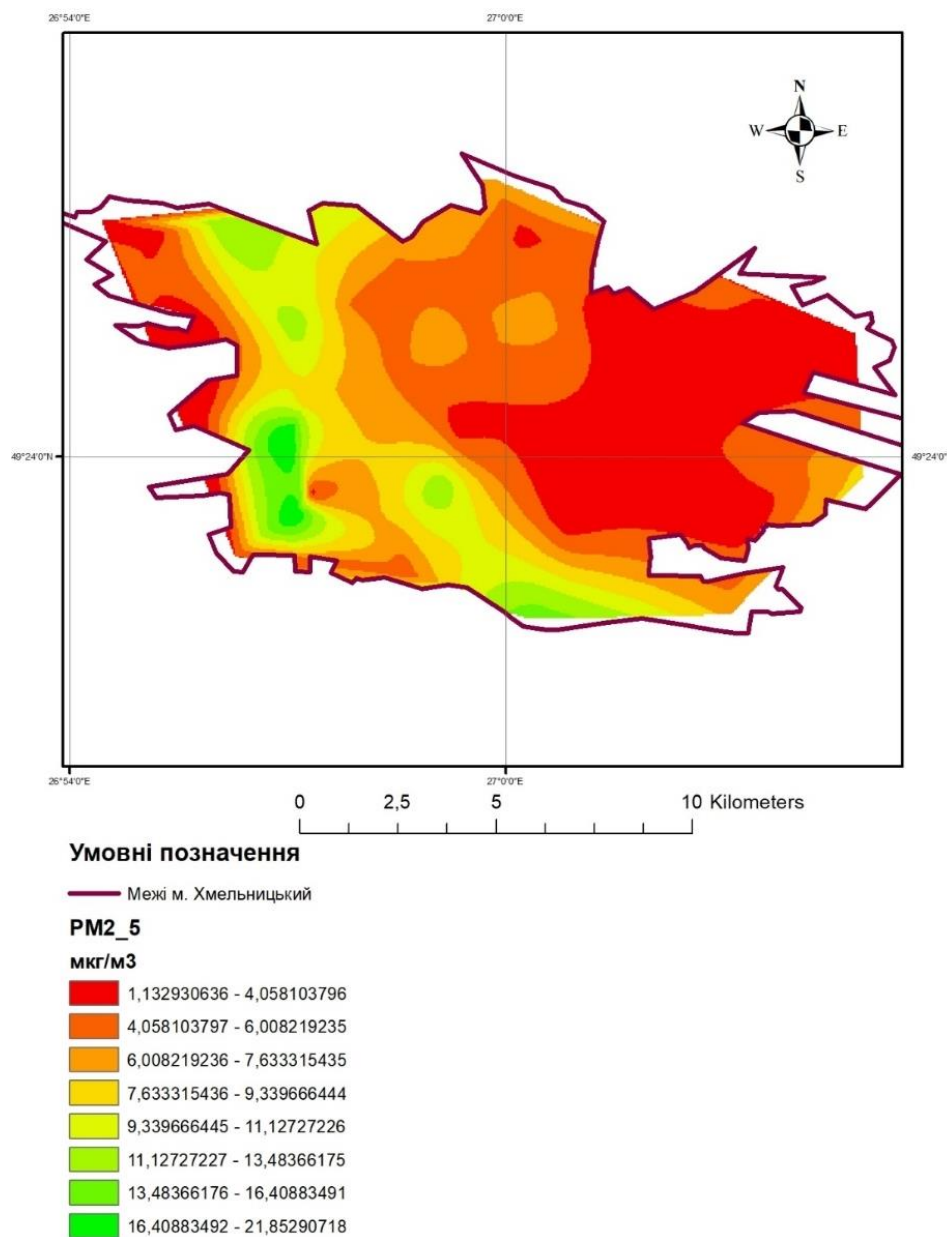 26°54'0"E 27°0'0"E
N
W E
S
49°24'0"N 49°24'0"
26°54'0"E 27°0'0"E
0 2,5 5 10 Kilometers
Умовні позначення
Межі м. Хмельницький
PM2_5
мкг/м3
1,132930636 - 4,058103796
4,058103797 - 6,008219235
6,008219236 - 7,633315435
7,633315436 - 9,339666444
9,339666445 - 11,12727226
11,12727227 - 13,48366175
13,48366176 - 16,40883491
16,40883492 - 21,85290718